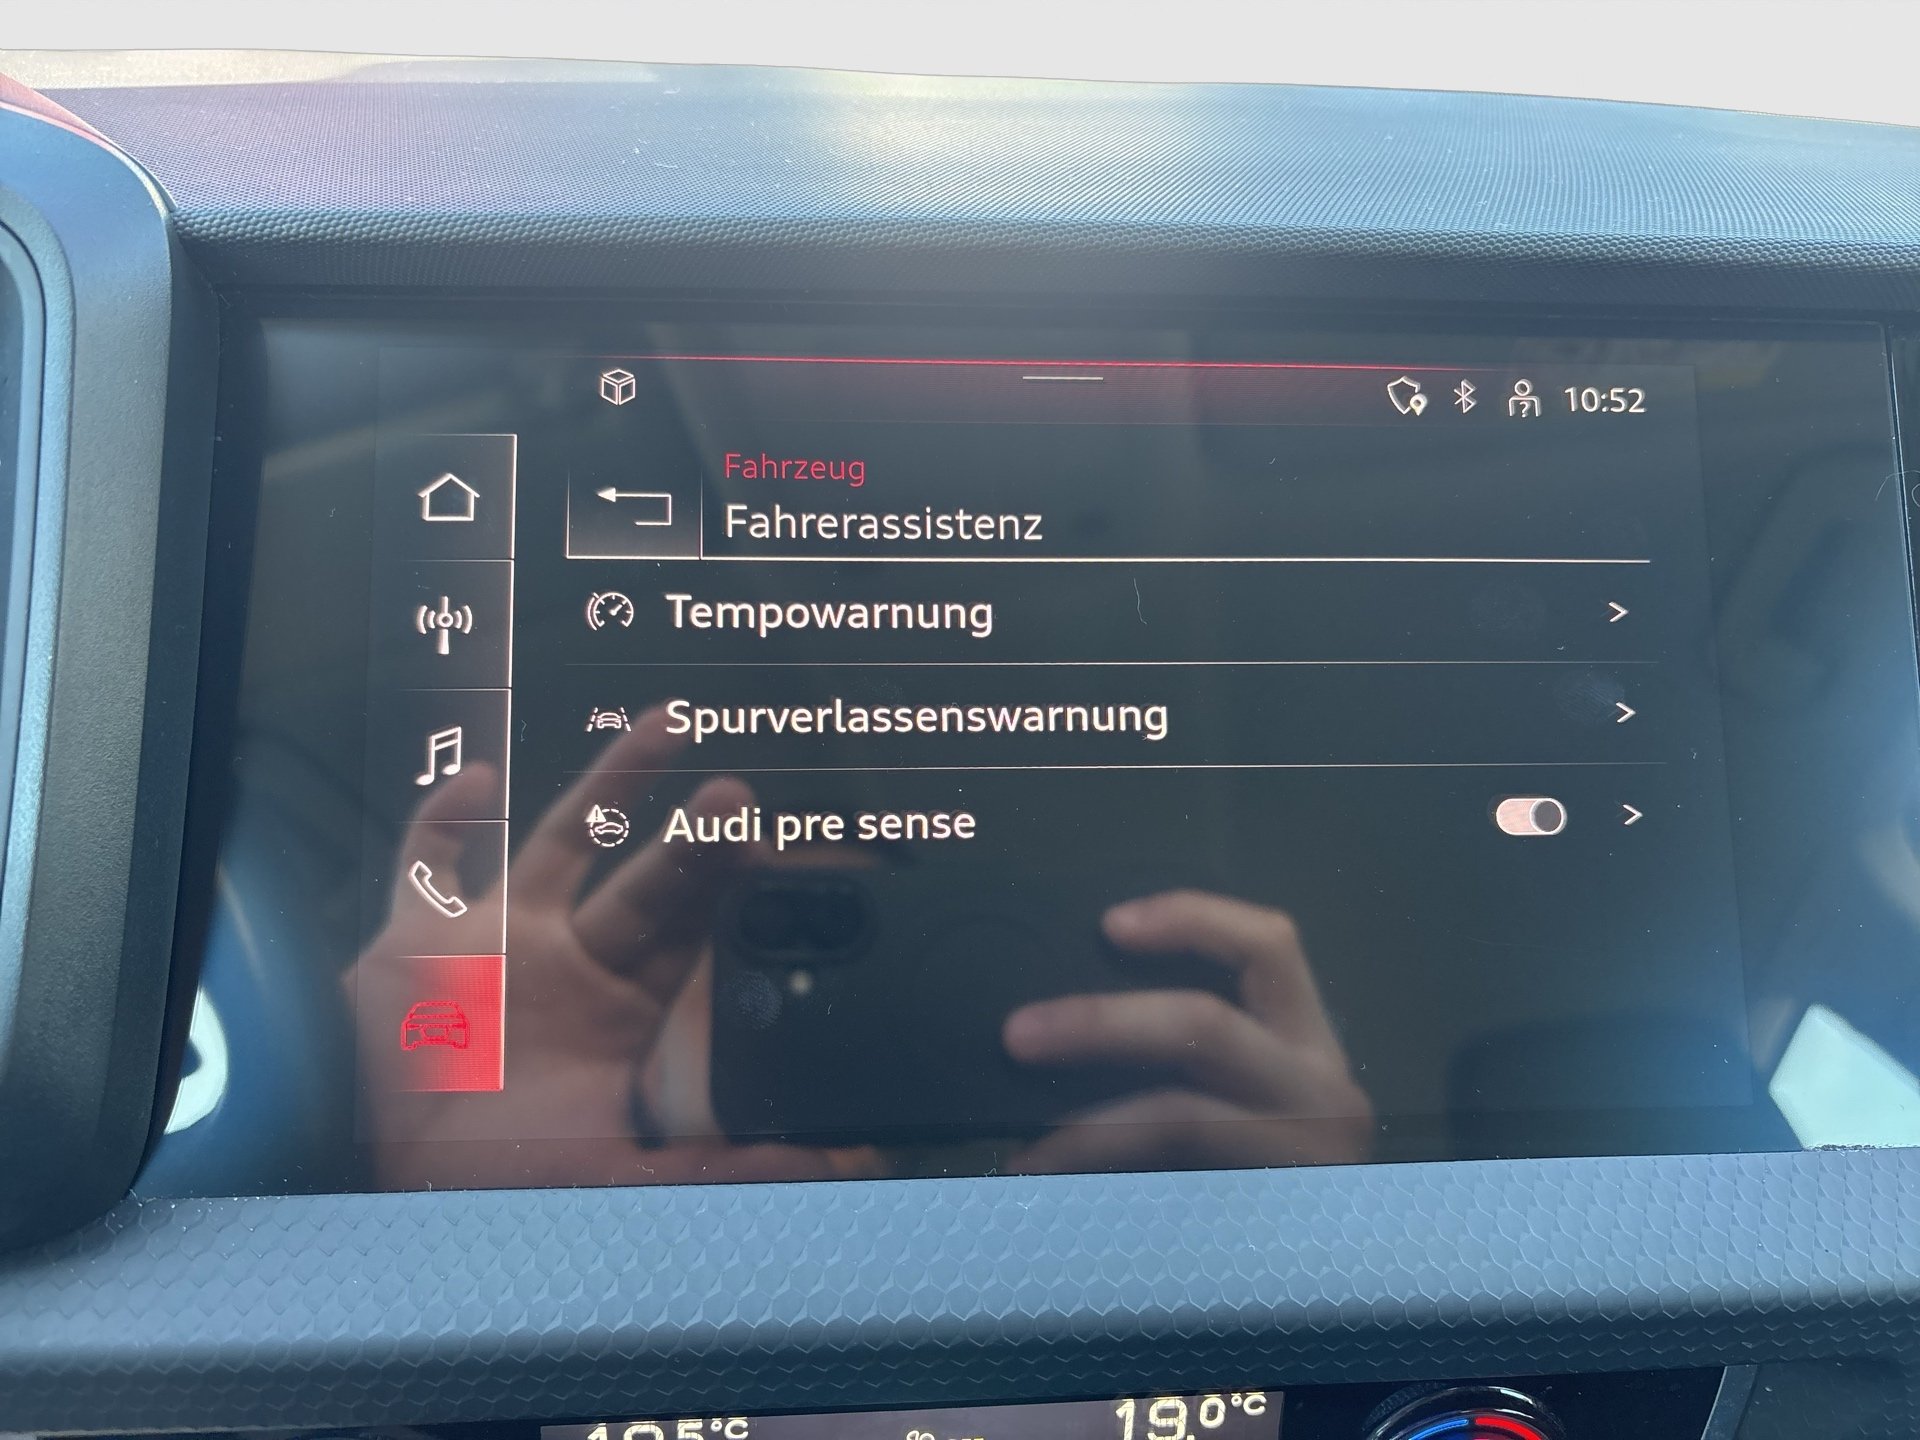 10:52
Fahrzeug
Fahrerassistenz
Tempowarnung
Spurverlassenswarnung
Audi pre sense
19.0°C